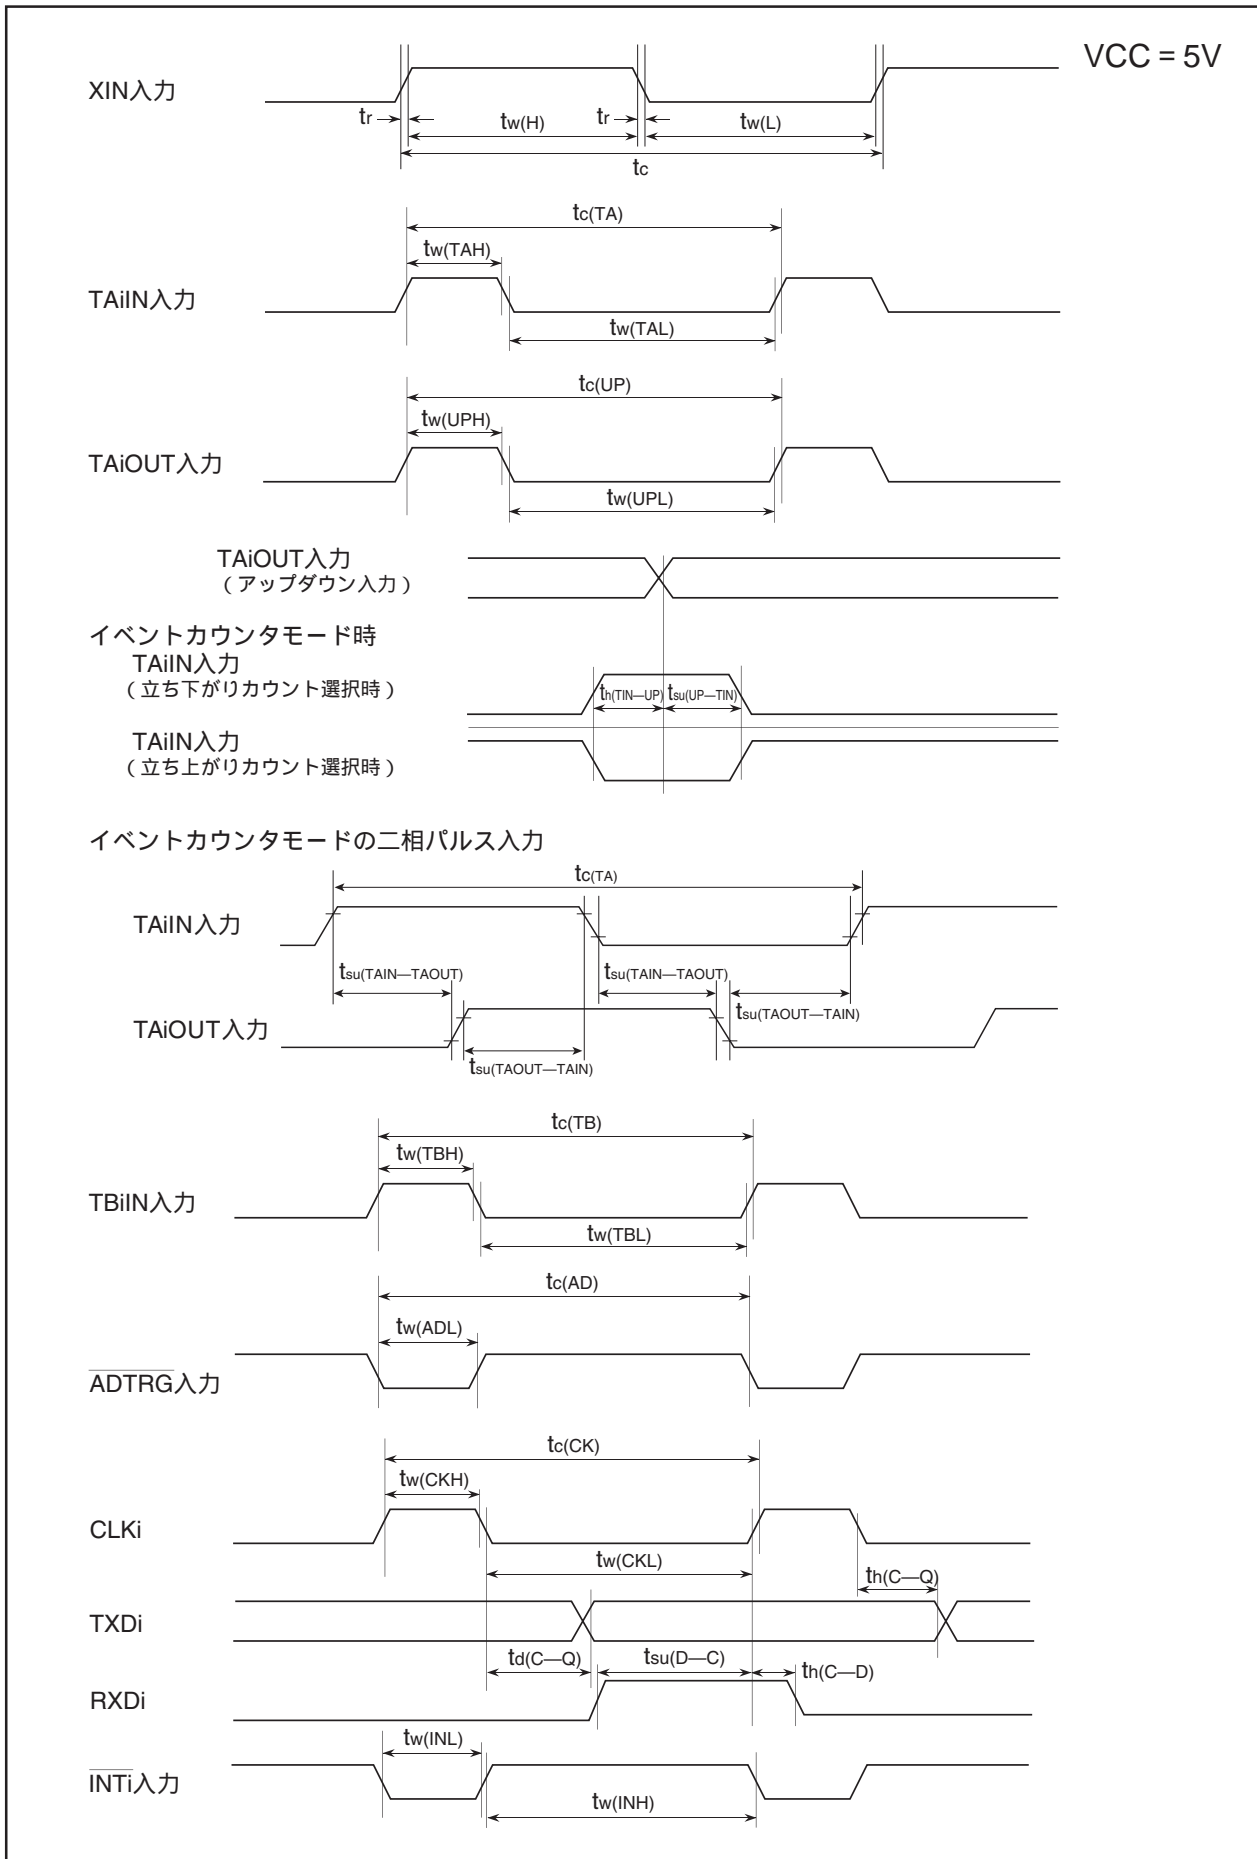 VCC = 5V
XIN入力
tr
tw(H)
tr
tw(L)
tc
tc(TA)
tw(TAH)
TAiIN入力
tw(TAL)
tc(UP)
tw(UPH)
TAiOUT入力
tw(UPL)
TAiOUT入力
(アップダウン入力)
イベントカウンタモード時
TAiIN入力
(立ち下がりカウント選択時)
th(TIN—UP)
tsu(UP—TIN)
TAiIN入力
(立ち上がりカウント選択時)
イベントカウンタモードの二相パルス入力
tc(TA)
TAiIN入力
tsu(TAIN—TAOUT)
tsu(TAIN—TAOUT)
tsu(TAOUT—TAIN)
TAiOUT入力
tsu(TAOUT—TAIN)
tc(TB)
tw(TBH)
TBiIN入力
tw(TBL)
tc(AD)
tw(ADL)
ADTRG入力
tc(CK)
tw(CKH)
CLKi
tw(CKL)
th(C—Q)
TXDi
td(C—Q)
tsu(D—C)
th(C—D)
RXDi
tw(INL)
INTi入力
tw(INH)